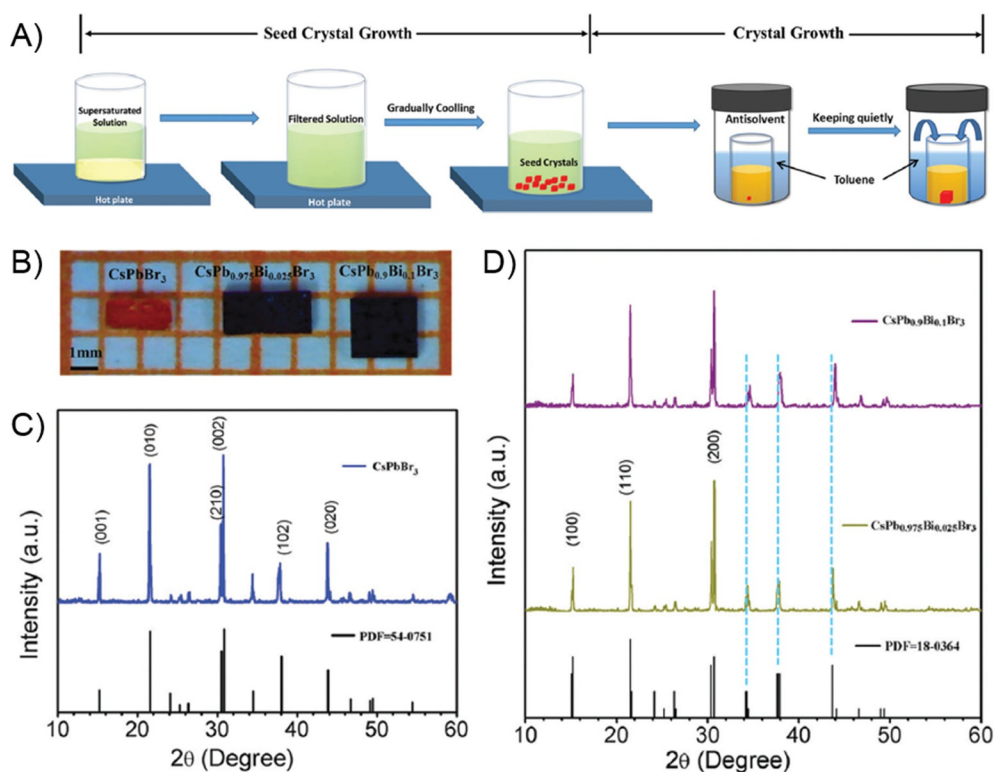 A)
Seed Crystal Growth
Crystal Growth
Supersaturated
Solution
Hot plate
Filtered Solution
Hot plate
Gradually Coolling
Seed Crystals
Antisolvent
Keeping quietly
Toluene
B)
CsPbBr₃
CsPb₀.₉₇₅Bi₀.₀₂₅Br₃
CsPb₀.₉Bi₀.₁Br₃
1mm
C)
Intensity (a.u.)
(001)
(010)
(210)
(002)
(102)
(020)
CsPbBr₃
PDF=54-0751
10 20 30 40 50 60
2θ (Degree)
D)
Intensity (a.u.)
CsPb₀.₉Bi₀.₁Br₃
(100)
(110)
(200)
CsPb₀.₉₇₅Bi₀.₀₂₅Br₃
PDF=18-0364
10 20 30 40 50 60
2θ (Degree)